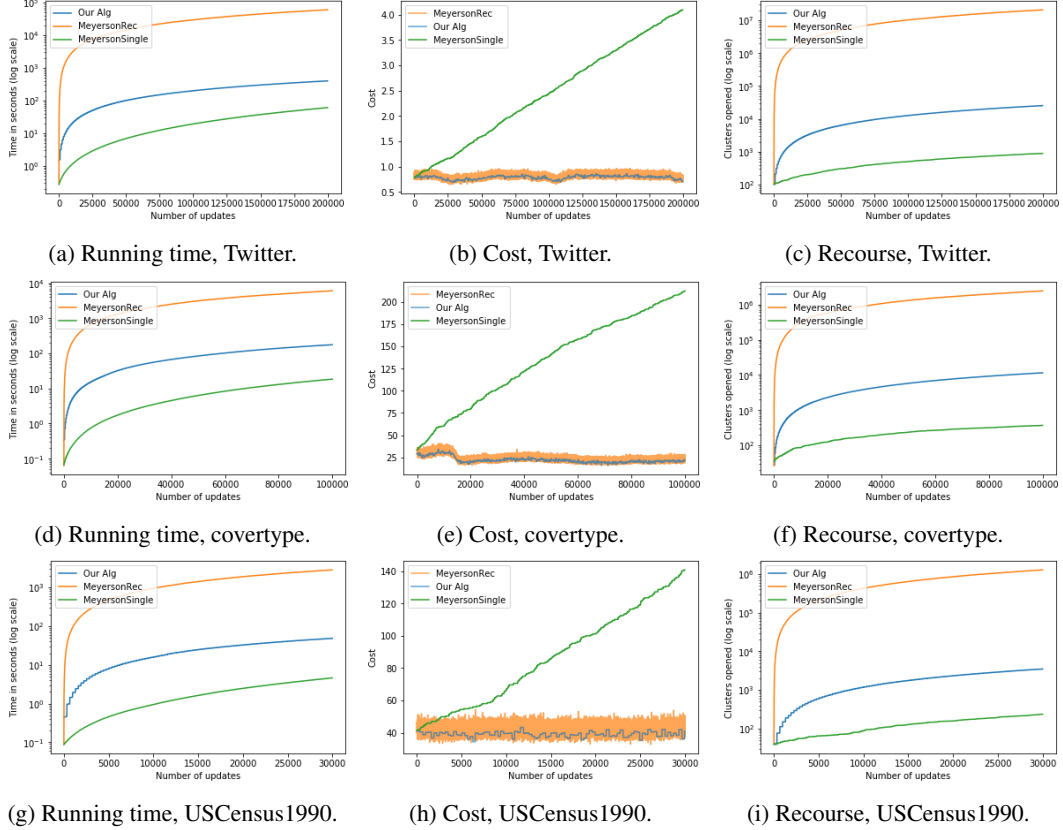 Our Alg
MeyersonRec
MeyersonSingle
Time in seconds (log scale)
10^5
10^4
10^3
10^2
10^1
10^0
0 25000 50000 75000 100000 125000 150000 175000 200000
Number of updates
(a) Running time, Twitter.
MeyersonRec
Our Alg
MeyersonSingle
Cost
4.0
3.5
3.0
2.5
2.0
1.5
1.0
0.5
0 25000 50000 75000 100000 125000 150000 175000 200000
Number of updates
(b) Cost, Twitter.
Our Alg
MeyersonRec
MeyersonSingle
Clusters opened (log scale)
10^7
10^6
10^5
10^4
10^3
10^2
0 25000 50000 75000 100000 125000 150000 175000 200000
Number of updates
(c) Recourse, Twitter.
Our Alg
MeyersonRec
MeyersonSingle
Time in seconds (log scale)
10^4
10^3
10^2
10^1
10^0
10^-1
0 20000 40000 60000 80000 100000
Number of updates
(d) Running time, covertype.
MeyersonRec
Our Alg
MeyersonSingle
Cost
200
175
150
125
100
75
50
25
0 20000 40000 60000 80000 100000
Number of updates
(e) Cost, covertype.
Our Alg
MeyersonRec
MeyersonSingle
Clusters opened (log scale)
10^6
10^5
10^4
10^3
10^2
0 20000 40000 60000 80000 100000
Number of updates
(f) Recourse, covertype.
Our Alg
MeyersonRec
MeyersonSingle
Time in seconds (log scale)
10^3
10^2
10^1
10^0
10^-1
0 5000 10000 15000 20000 25000 30000
Number of updates
(g) Running time, USCensus1990.
MeyersonRec
Our Alg
MeyersonSingle
Cost
140
120
100
80
60
40
0 5000 10000 15000 20000 25000 30000
Number of updates
(h) Cost, USCensus1990.
Our Alg
MeyersonRec
MeyersonSingle
Clusters opened (log scale)
10^6
10^5
10^4
10^3
10^2
0 5000 10000 15000 20000 25000 30000
Number of updates
(i) Recourse, USCensus1990.